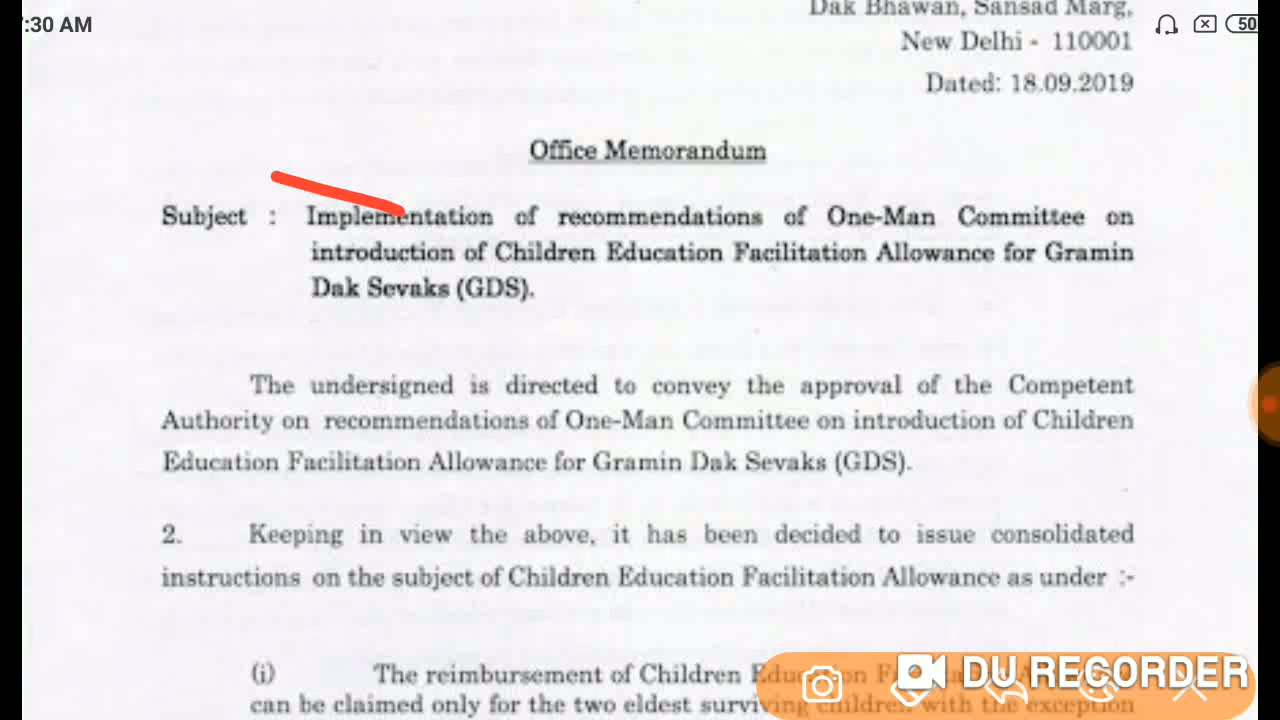 :30 AM
50
Dak Bhawan, Sansad Marg,
New Delhi - 110001
Dated: 18.09.2019
Office Memorandum
Subject : Implementation of recommendations of One-Man Committee on
introduction of Children Education Facilitation Allowance for Gramin
Dak Sevaks (GDS).
The undersigned is directed to convey the approval of the Competent
Authority on recommendations of One-Man Committee on introduction of Children
Education Facilitation Allowance for Gramin Dak Sevaks (GDS).
2. Keeping in view the above, it has been decided to issue consolidated
instructions on the subject of Children Education Facilitation Allowance as under :-
(i) The reimbursement of Children Education
can be claimed only for the two eldest surviving children with the exception
DU RECORDER